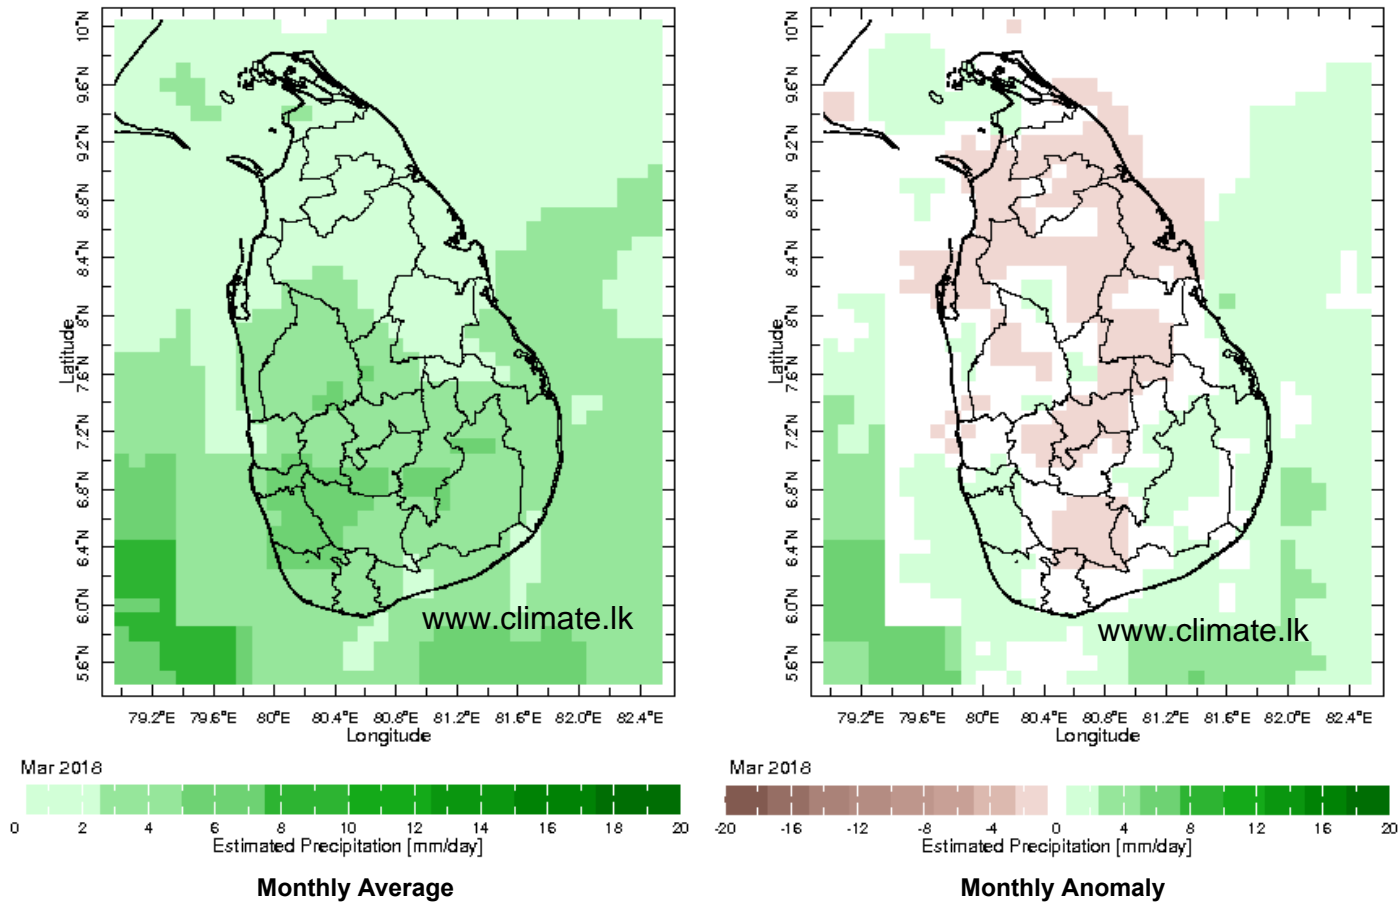 10°N
9.6°N
9.2°N
8.8°N
8.4°N
8°N
7.6°N
7.2°N
6.8°N
6.4°N
6.0°N
5.6°N
Latitude
www.climate.lk
79.2°E 79.6°E 80°E 80.4°E 80.8°E 81.2°E 81.6°E 82.0°E 82.4°E
Longitude
Mar 2018
0 2 4 6 8 10 12 14 16 18 20
Estimated Precipitation [mm/day]
Monthly Average
10°N
9.6°N
9.2°N
8.8°N
8.4°N
8°N
7.6°N
7.2°N
6.8°N
6.4°N
6.0°N
5.6°N
Latitude
www.climate.lk
79.2°E 79.6°E 80°E 80.4°E 80.8°E 81.2°E 81.6°E 82.0°E 82.4°E
Longitude
Mar 2018
-20 -16 -12 -8 -4 0 4 8 12 16 20
Estimated Precipitation [mm/day]
Monthly Anomaly